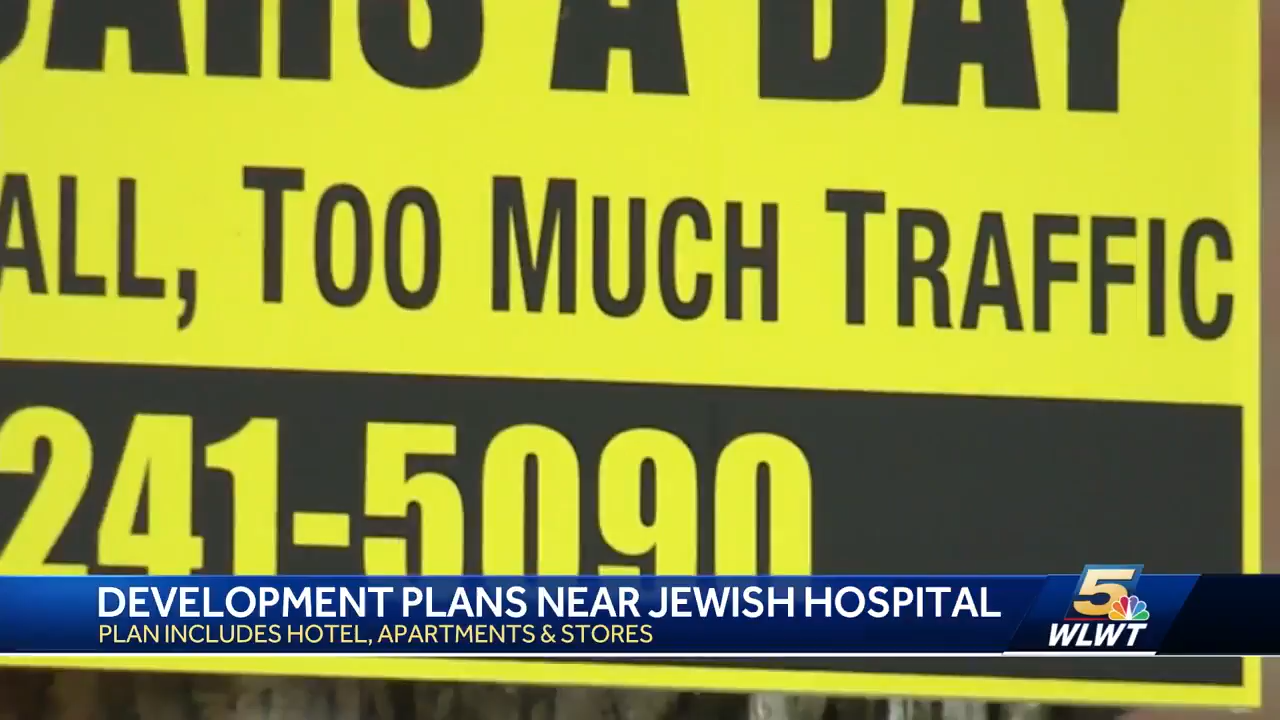 CARS A DAY
ALL, TOO MUCH TRAFFIC
241-5090
DEVELOPMENT PLANS NEAR JEWISH HOSPITAL
PLAN INCLUDES HOTEL, APARTMENTS & STORES
5
WLWT